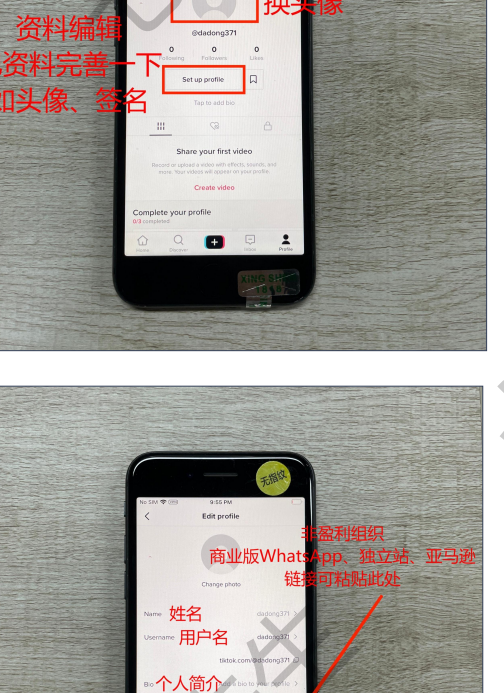 换头像
资料编辑
资料完善一下
如头像、签名
@dadong371
0 0 0
Following Followers Likes
Set up profile
Tap to add bio
Share your first video
Record or upload a video with effects, sounds, and
more. Your videos will appear on your profile.
Create video
Complete your profile
0/3 completed
Home Discover Inbox Profile
无指纹
No SIM 9:55 PM
Edit profile
非盈利组织
商业版WhatsApp、独立站、亚马逊
链接可粘贴此处
Change photo
Name 姓名 dadong371
Username 用户名 dadong371
tiktok.com/@dadong371
Bio 个人简介 Add a bio to your profile